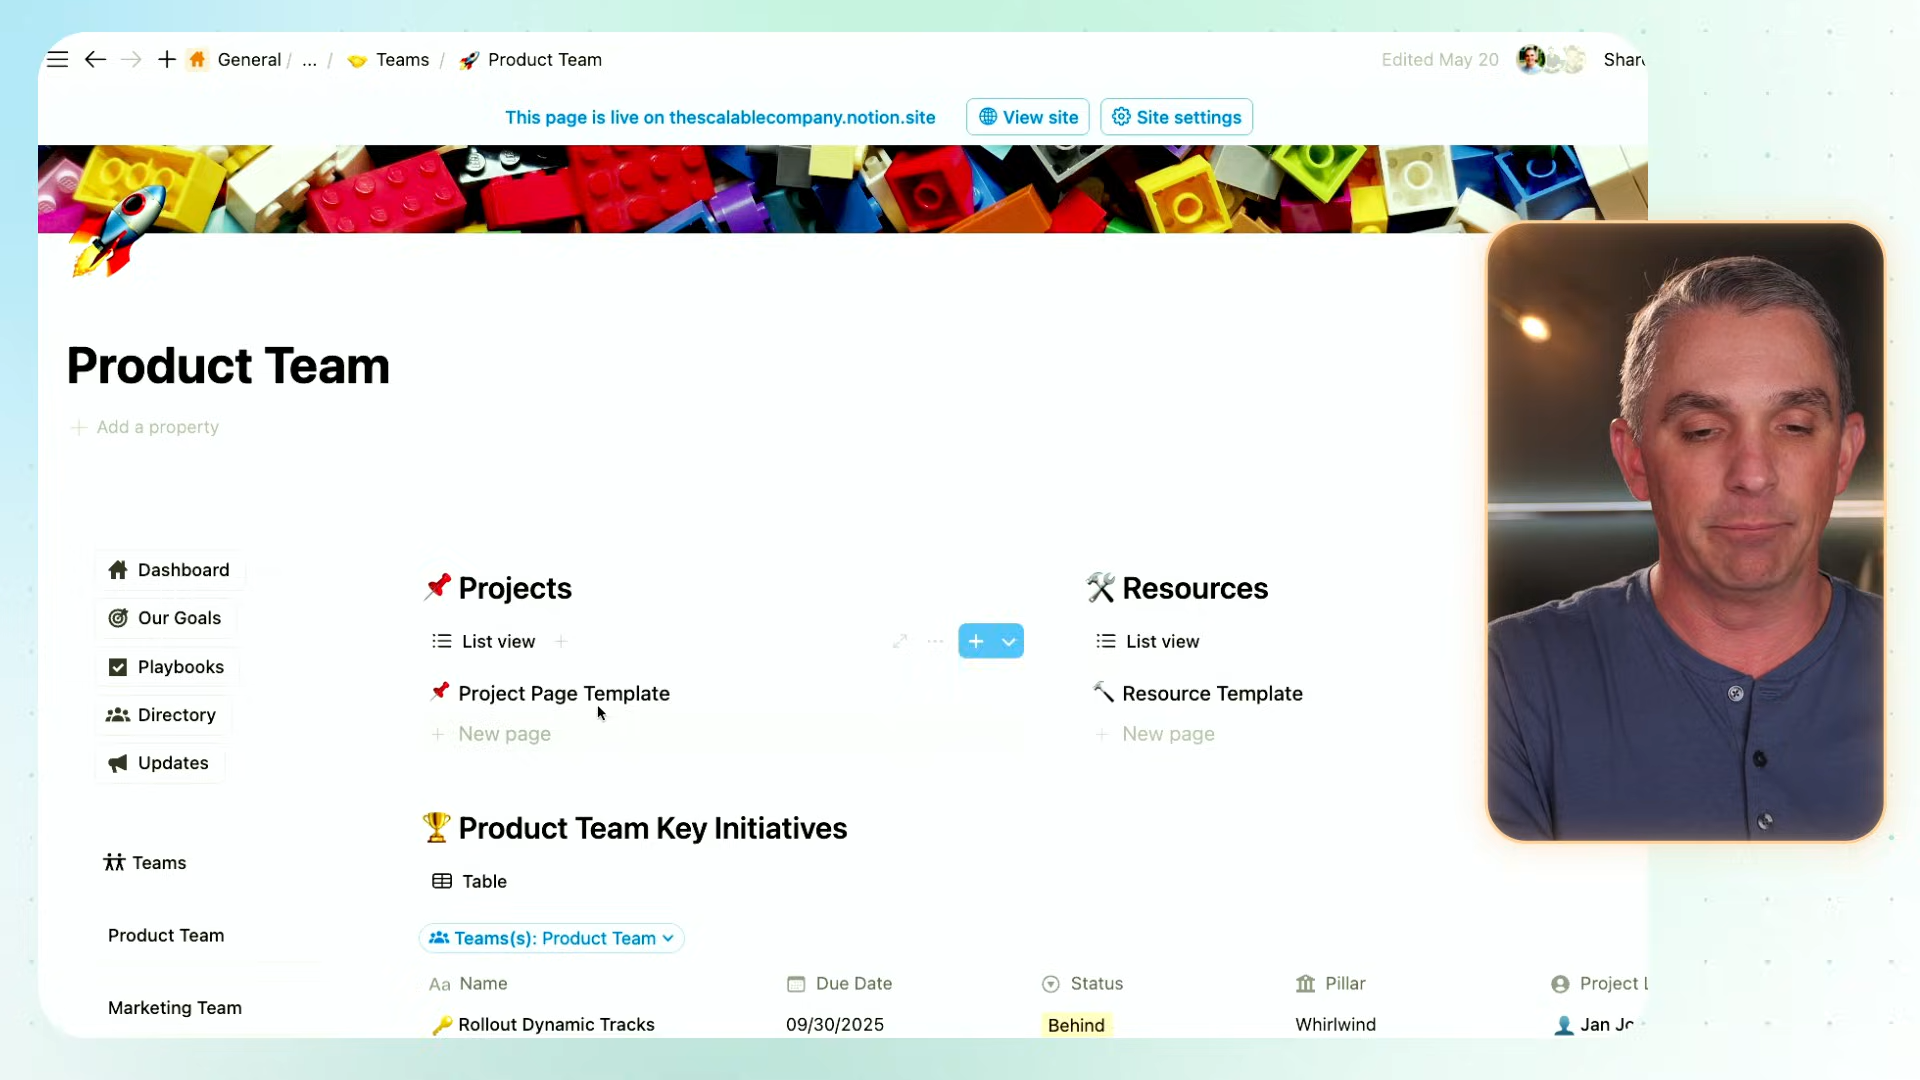 General / ... / Teams / Product Team
Edited May 20
This page is live on thescalablecompany.notion.site
View site
Site settings
Product Team
Add a property
Dashboard
Our Goals
Playbooks
Directory
Updates
Teams
Product Team
Marketing Team
Projects
List view
Project Page Template
New page
Resources
List view
Resource Template
New page
Product Team Key Initiatives
Table
Teams(s): Product Team
Aa Name Due Date Status Pillar Project
Rollout Dynamic Tracks 09/30/2025 Behind Whirlwind Jan